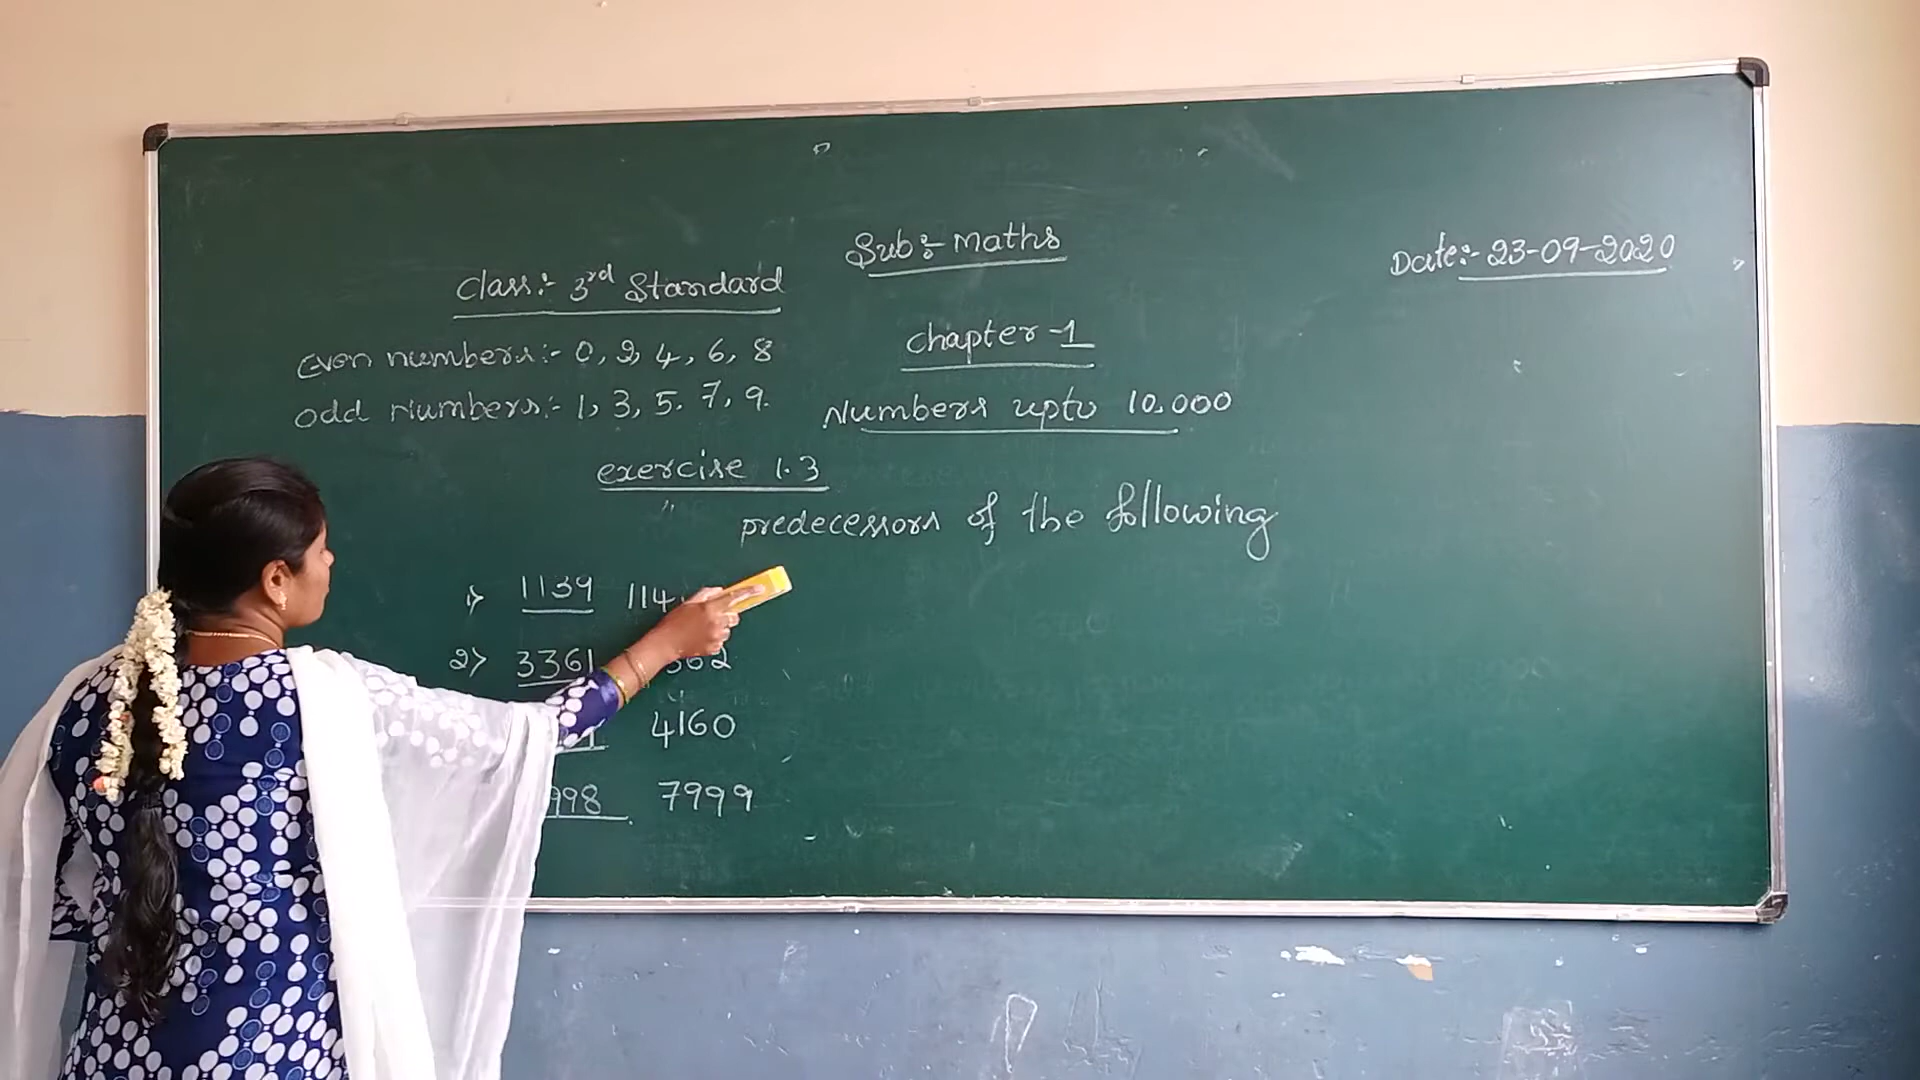 Sub:- Maths
Date:- 23-09-2020
Class:- 3rd Standard
Chapter -1
Even numbers:- 0, 2, 4, 6, 8
odd Numbers:- 1, 3, 5, 7, 9.
Numbers upto 10,000
exercise 1.3
predecessors of the following
1> 1139
2> 3361
4160
7999